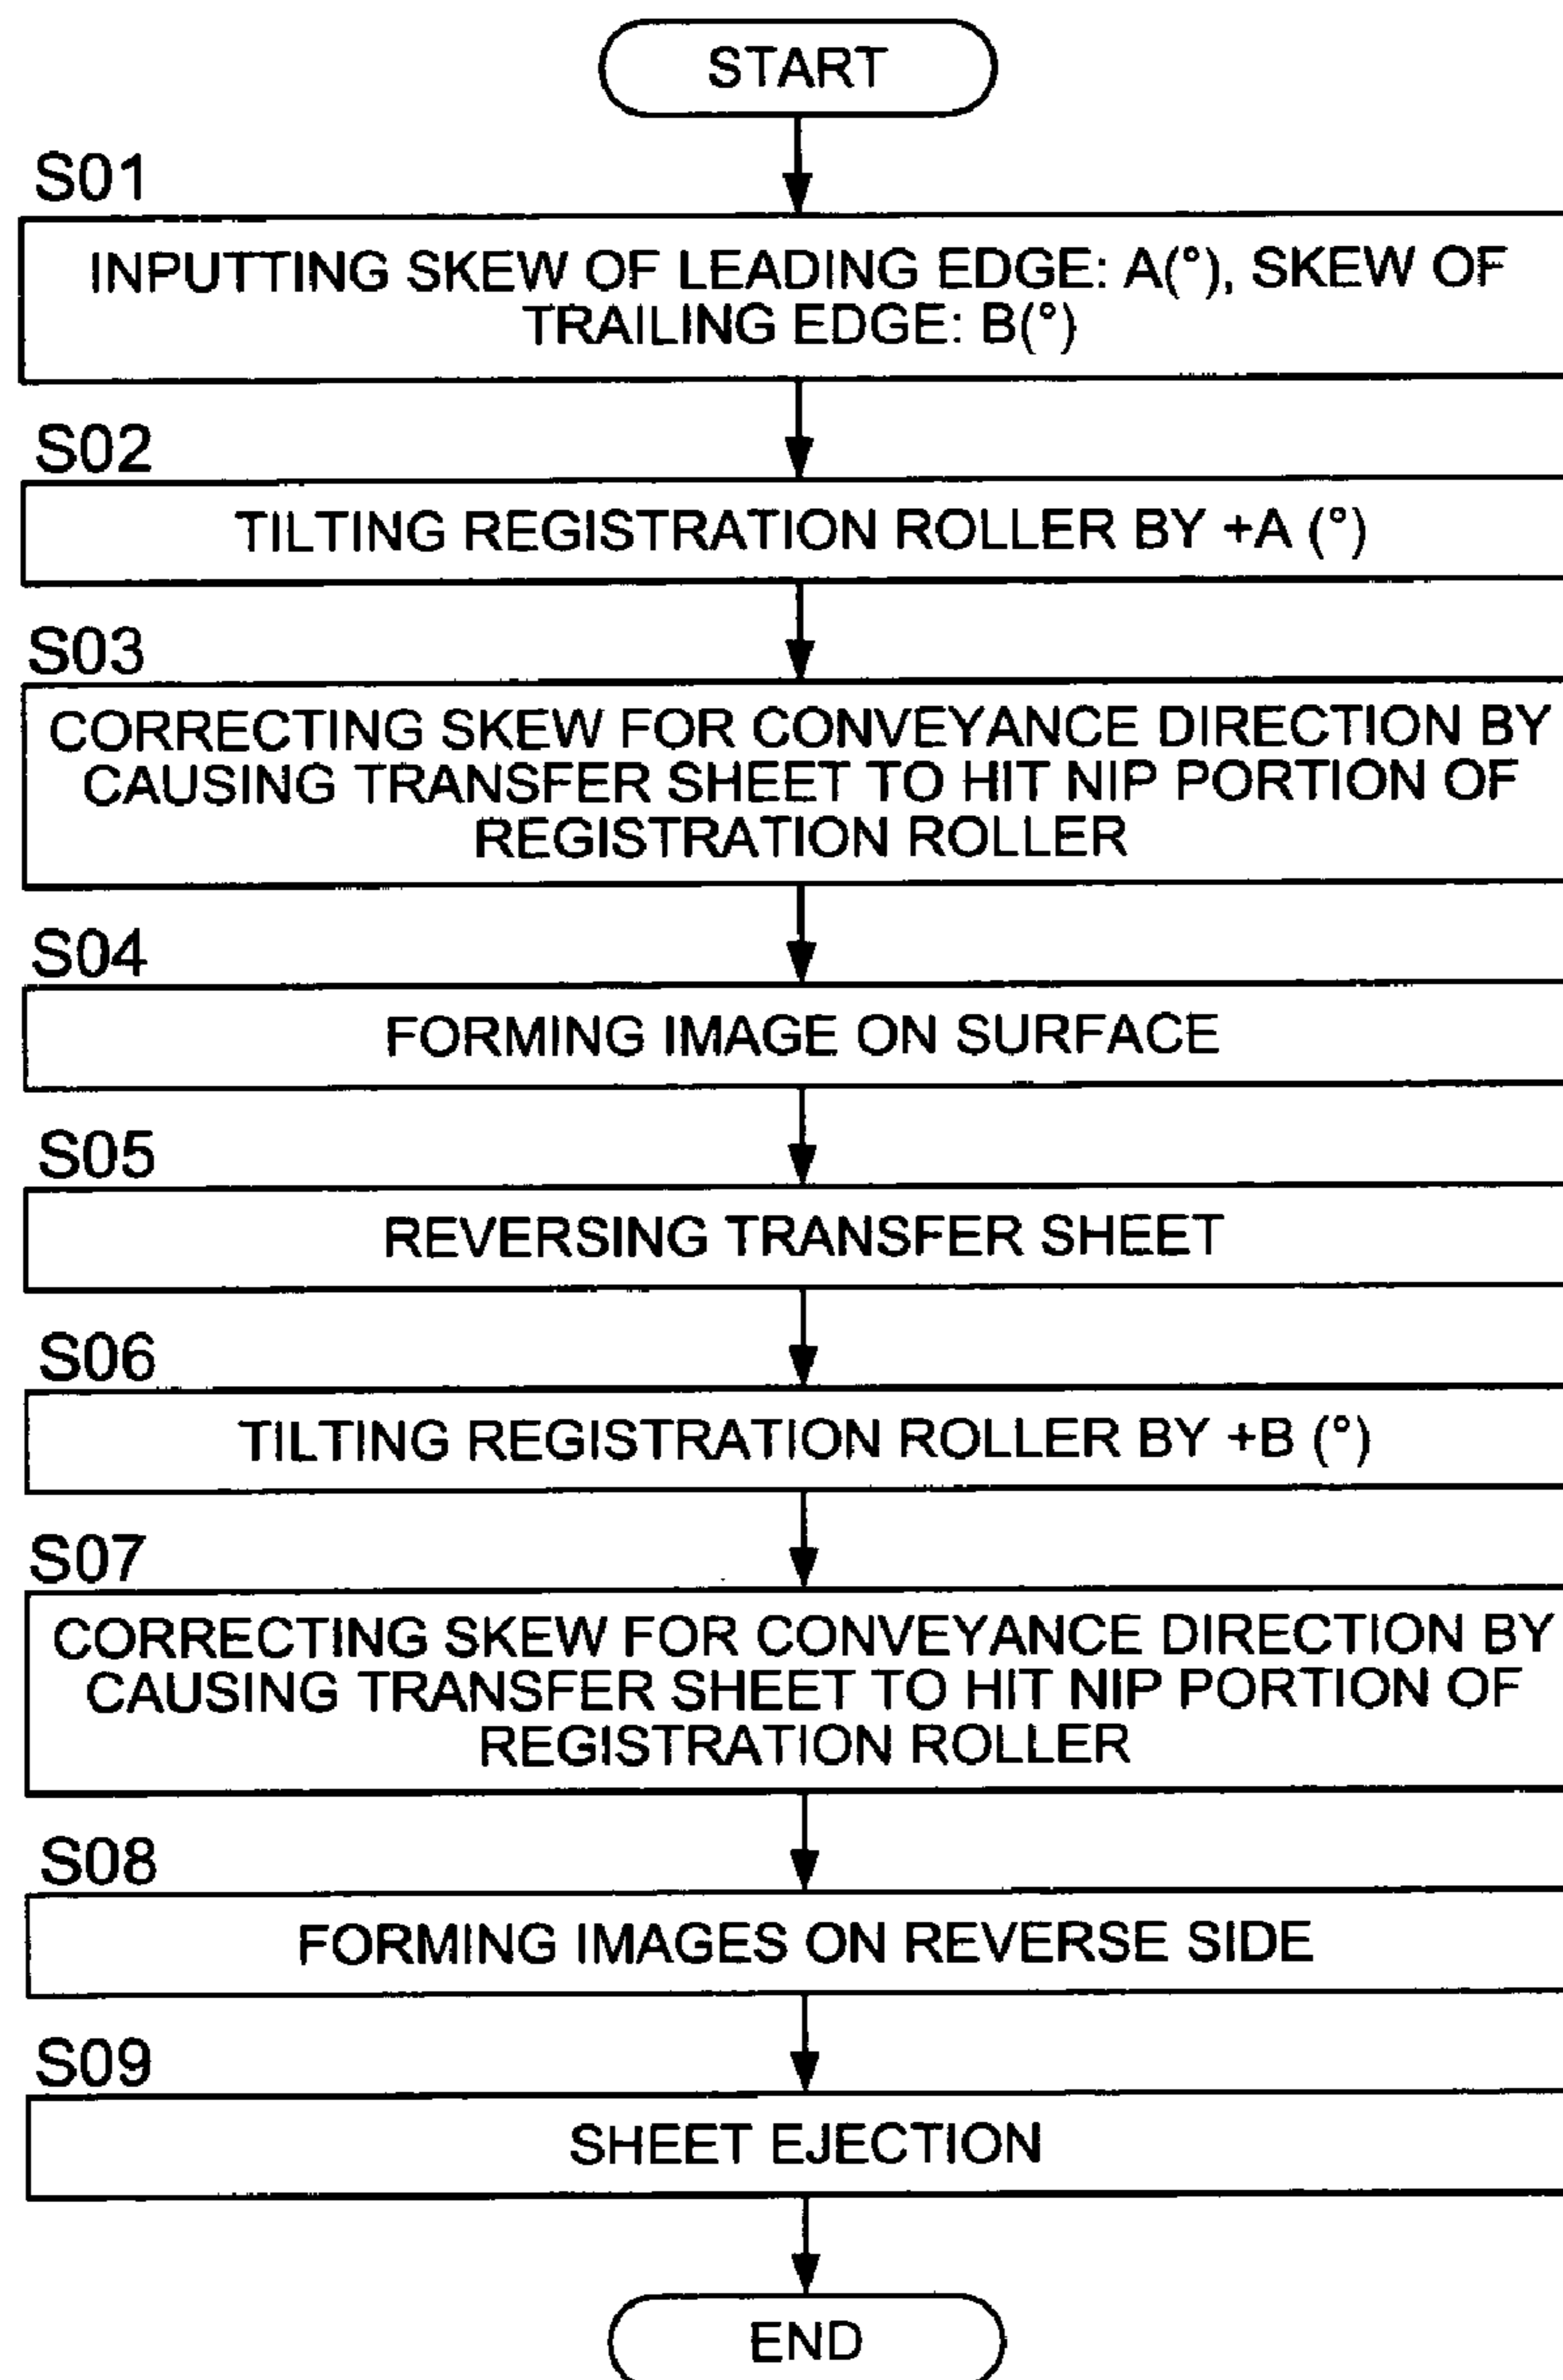 START
S01
INPUTTING SKEW OF LEADING EDGE: A(°), SKEW OF
TRAILING EDGE: B(°)
S02
TILTING REGISTRATION ROLLER BY +A (°)
S03
CORRECTING SKEW FOR CONVEYANCE DIRECTION BY
CAUSING TRANSFER SHEET TO HIT NIP PORTION OF
REGISTRATION ROLLER
S04
FORMING IMAGE ON SURFACE
S05
REVERSING TRANSFER SHEET
S06
TILTING REGISTRATION ROLLER BY +B (°)
S07
CORRECTING SKEW FOR CONVEYANCE DIRECTION BY
CAUSING TRANSFER SHEET TO HIT NIP PORTION OF
REGISTRATION ROLLER
S08
FORMING IMAGES ON REVERSE SIDE
S09
SHEET EJECTION
END